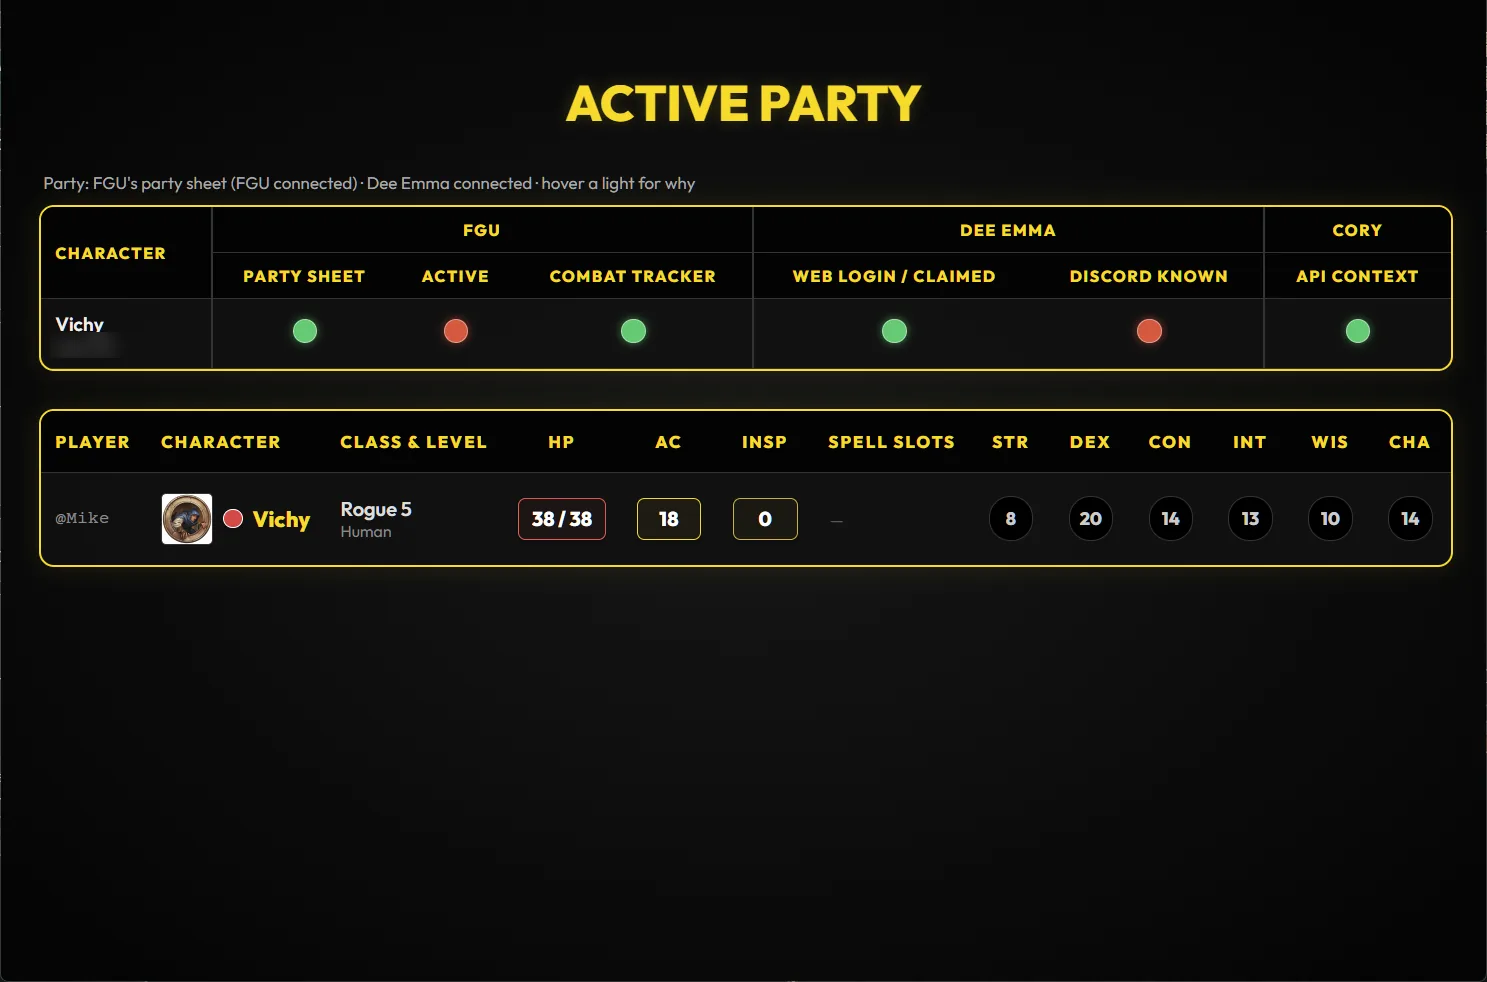 ACTIVE PARTY
Party: FGU's party sheet (FGU connected) · Dee Emma connected · hover a light for why
CHARACTER FGU DEE EMMA CORY
PARTY SHEET ACTIVE COMBAT TRACKER WEB LOGIN / CLAIMED DISCORD KNOWN API CONTEXT
Vichy
PLAYER CHARACTER CLASS & LEVEL HP AC INSP SPELL SLOTS STR DEX CON INT WIS CHA
@Mike Vichy Rogue 5 38 / 38 18 0 — 8 20 14 13 10 14
Human